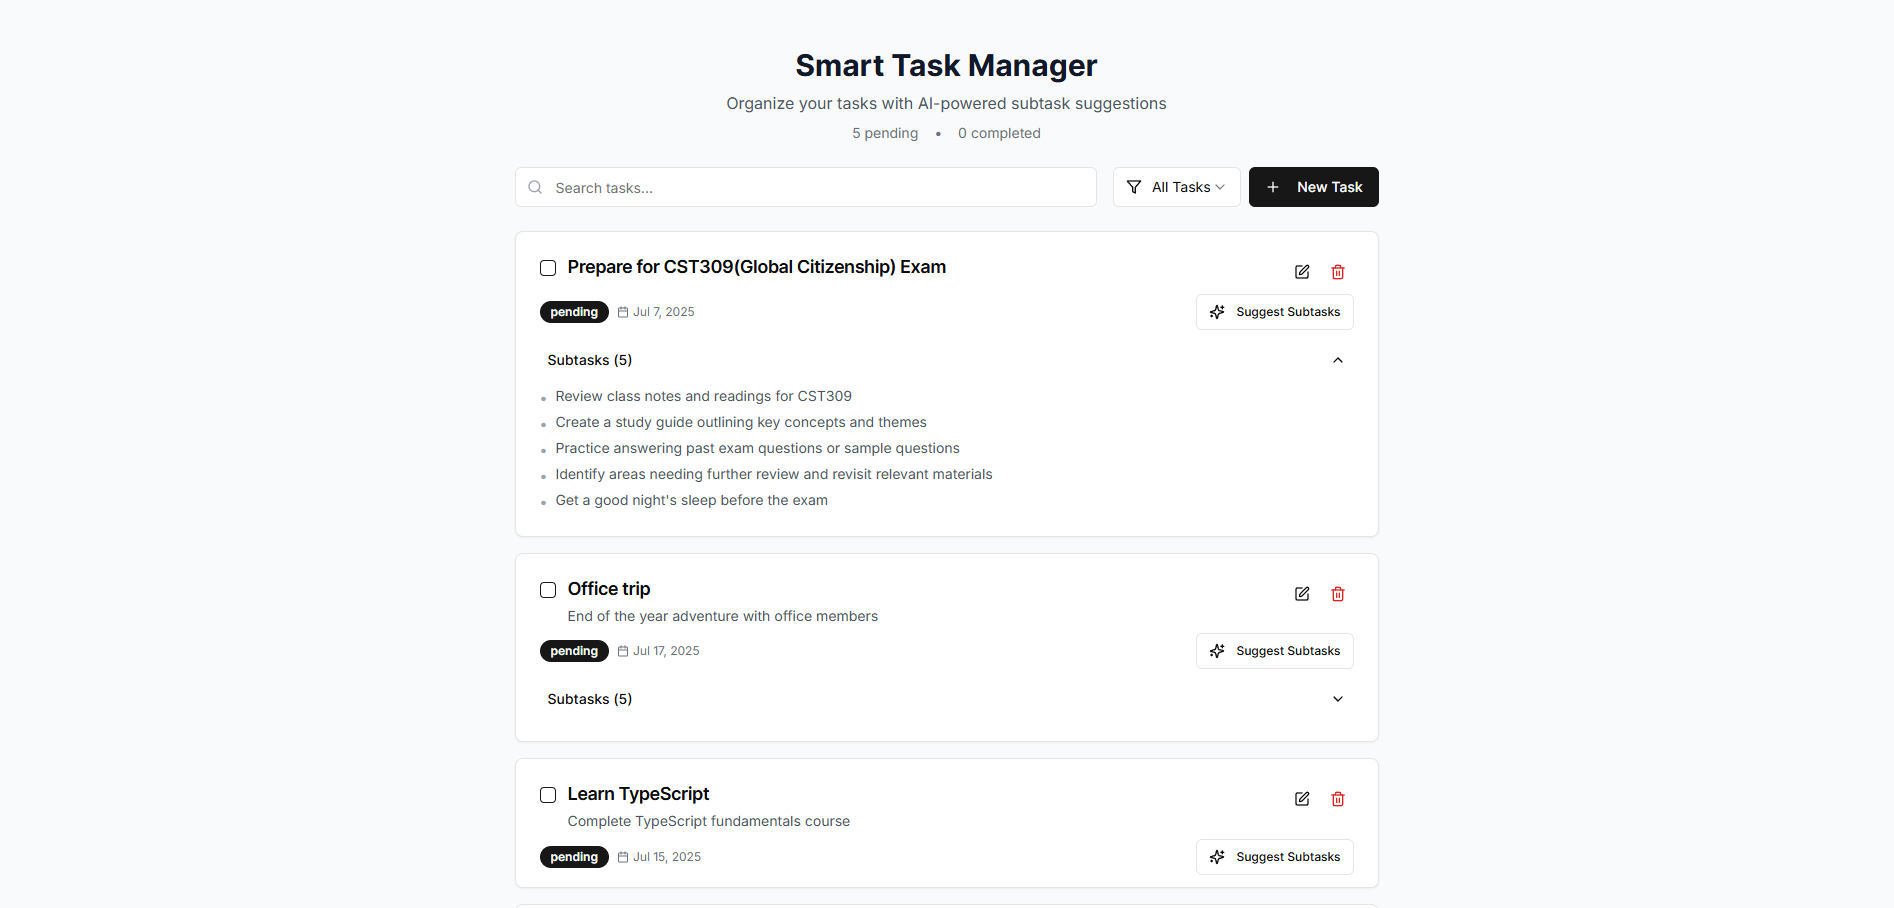 Smart Task Manager
Organize your tasks with AI-powered subtask suggestions
5 pending • 0 completed
Search tasks...
All Tasks
New Task
Prepare for CST309(Global Citizenship) Exam
pending
Jul 7, 2025
Suggest Subtasks
Subtasks (5)
• Review class notes and readings for CST309
• Create a study guide outlining key concepts and themes
• Practice answering past exam questions or sample questions
• Identify areas needing further review and revisit relevant materials
• Get a good night's sleep before the exam
Office trip
End of the year adventure with office members
pending
Jul 17, 2025
Suggest Subtasks
Subtasks (5)
Learn TypeScript
Complete TypeScript fundamentals course
pending
Jul 15, 2025
Suggest Subtasks